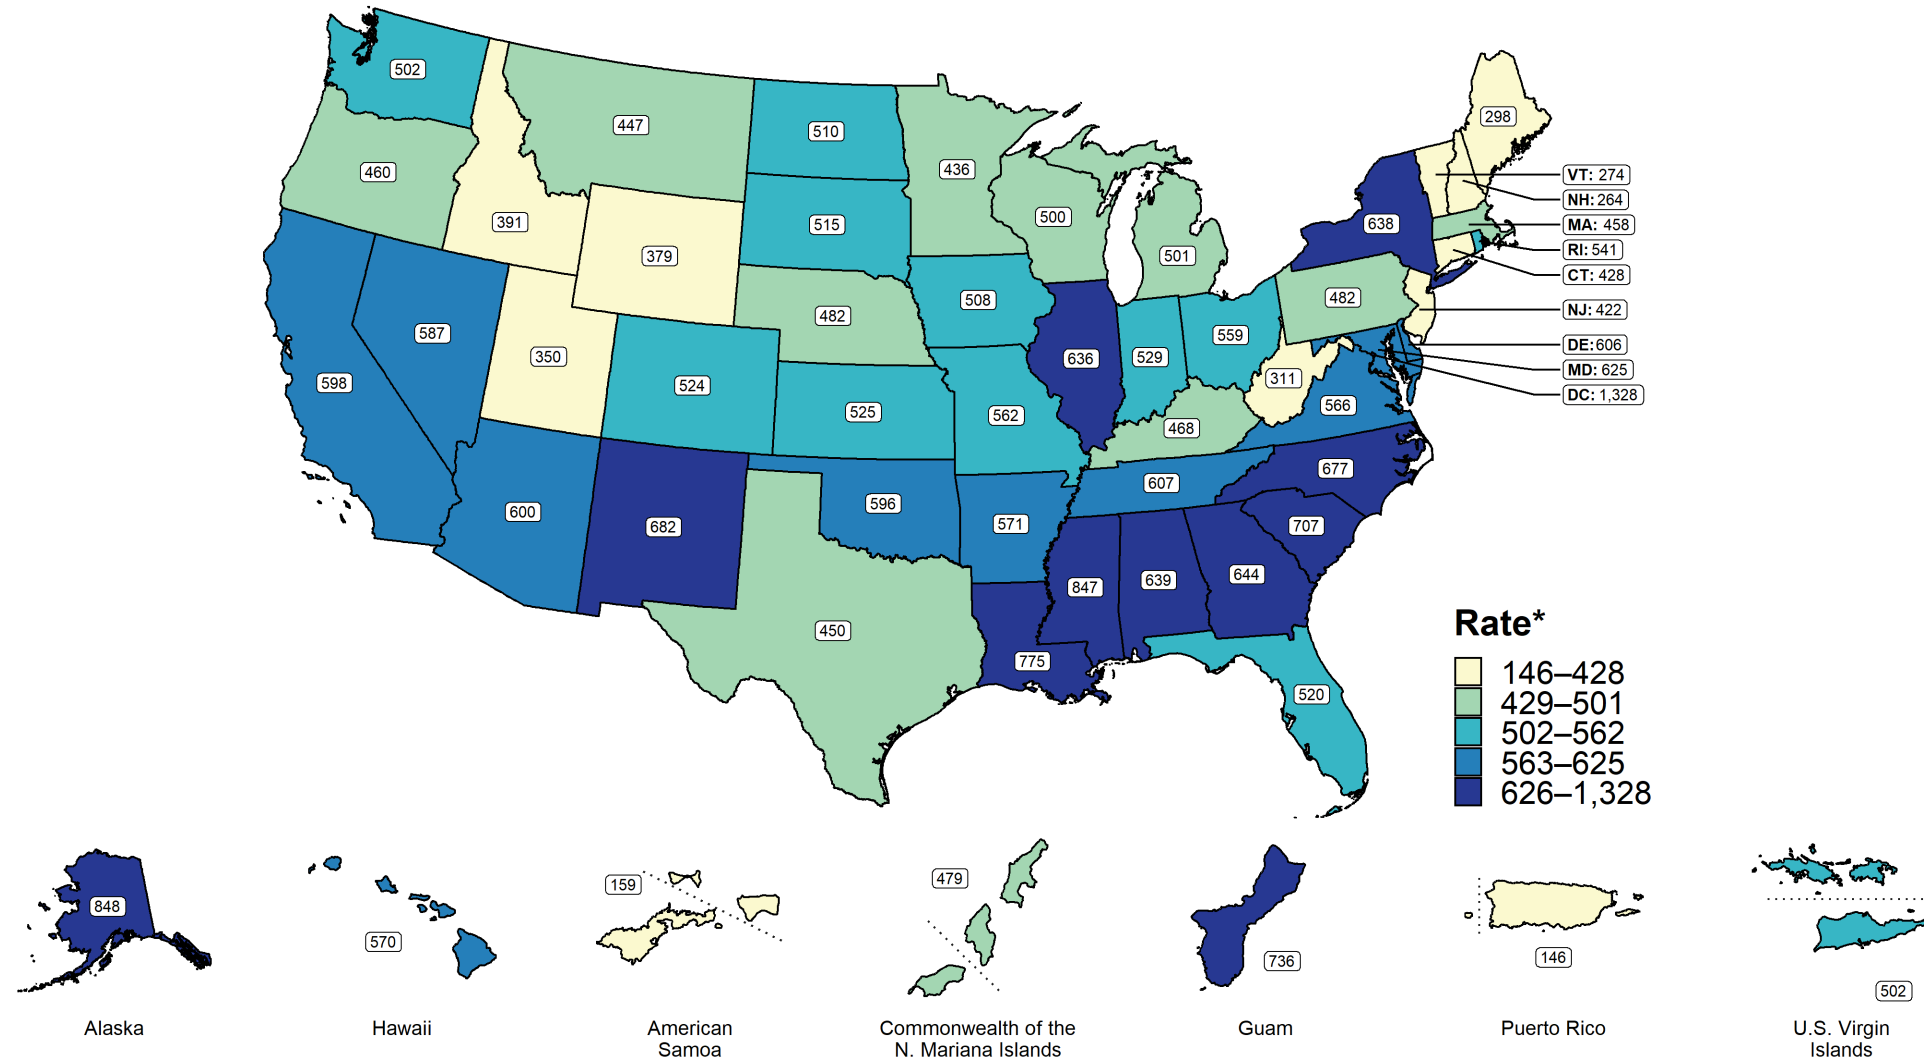 502
447
510
436
298
460
391
515
500
501
638
VT: 274
NH: 264
MA: 458
RI: 541
CT: 428
379
482
482
NJ: 422
587
350
508
636
529
559
311
DE:606
MD: 625
DC: 1,328
598
524
525
562
468
566
600
682
596
571
607
677
707
450
847
639
644
775
520
Rate*
146–428
429–501
502–562
563–625
626–1,328
848
570
159
479
736
146
502
Alaska
Hawaii
American
Samoa
Commonwealth of the
N. Mariana Islands
Guam
Puerto Rico
U.S. Virgin
Islands